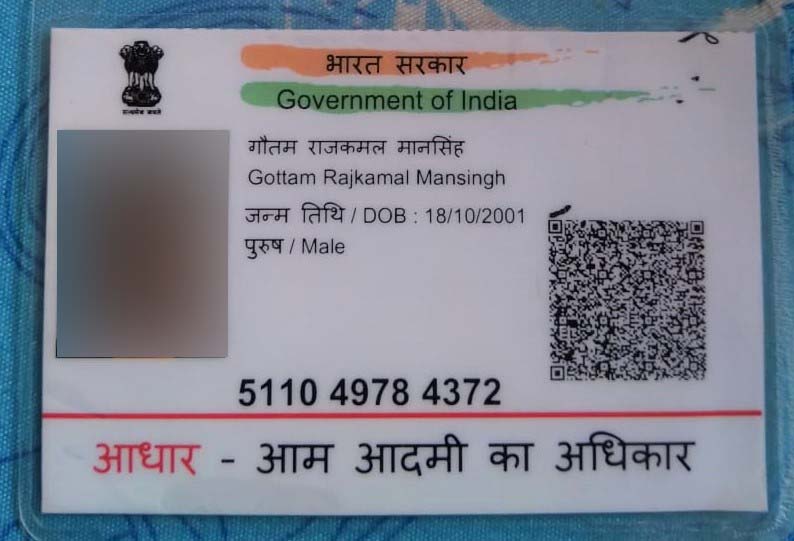 भारत सरकार
Government of India
सत्यमेव जयते
गौतम राजकमल मानसिंह
Gottam Rajkamal Mansingh
जन्म तिथि / DOB : 18/10/2001
पुरुष / Male
5110 4978 4372
आधार - आम आदमी का अधिकार